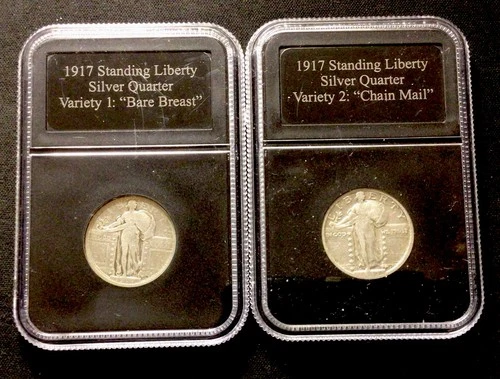 1917 Standing Liberty
Silver Quarter
Variety 1: “Bare Breast”
1917 Standing Liberty
Silver Quarter
Variety 2: “Chain Mail”
LIBERTY